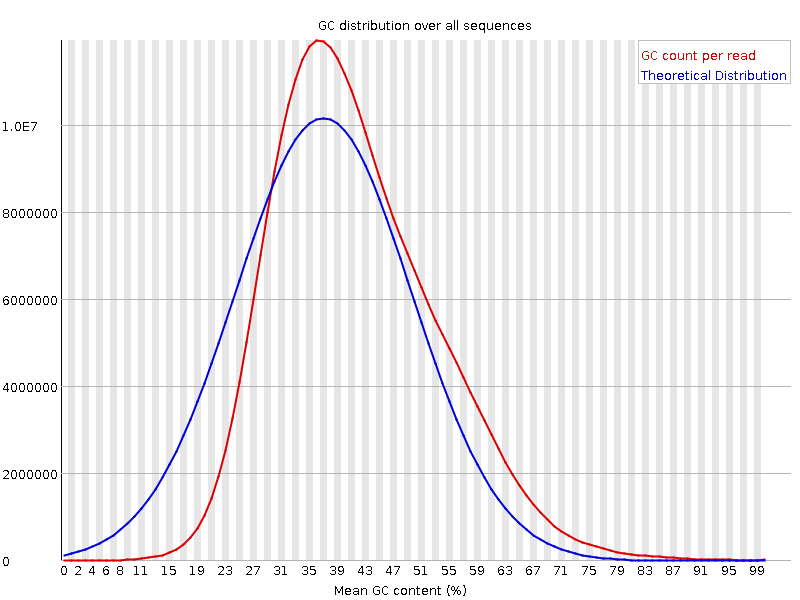 GC distribution over all sequences
GC count per read
Theoretical Distribution
1.0E7
8000000
6000000
4000000
2000000
0
0 2 4 6 8 11 15 19 23 27 31 35 39 43 47 51 55 59 63 67 71 75 79 83 87 91 95 99
Mean GC content (%)